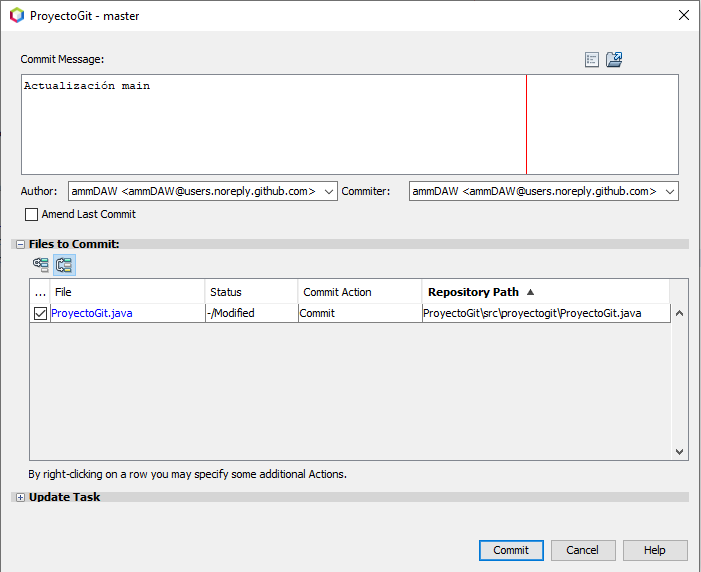 ProyectoGit - master
Commit Message:
Actualización main
Author: ammDAW <ammDAW@users.noreply.github.com> Commiter: ammDAW <ammDAW@users.noreply.github.com>
Amend Last Commit
Files to Commit:
... File Status Commit Action Repository Path
ProyectoGit.java -/Modified Commit ProyectoGit\src\proyectogit\ProyectoGit.java
By right-clicking on a row you may specify some additional Actions.
Update Task
Commit Cancel Help